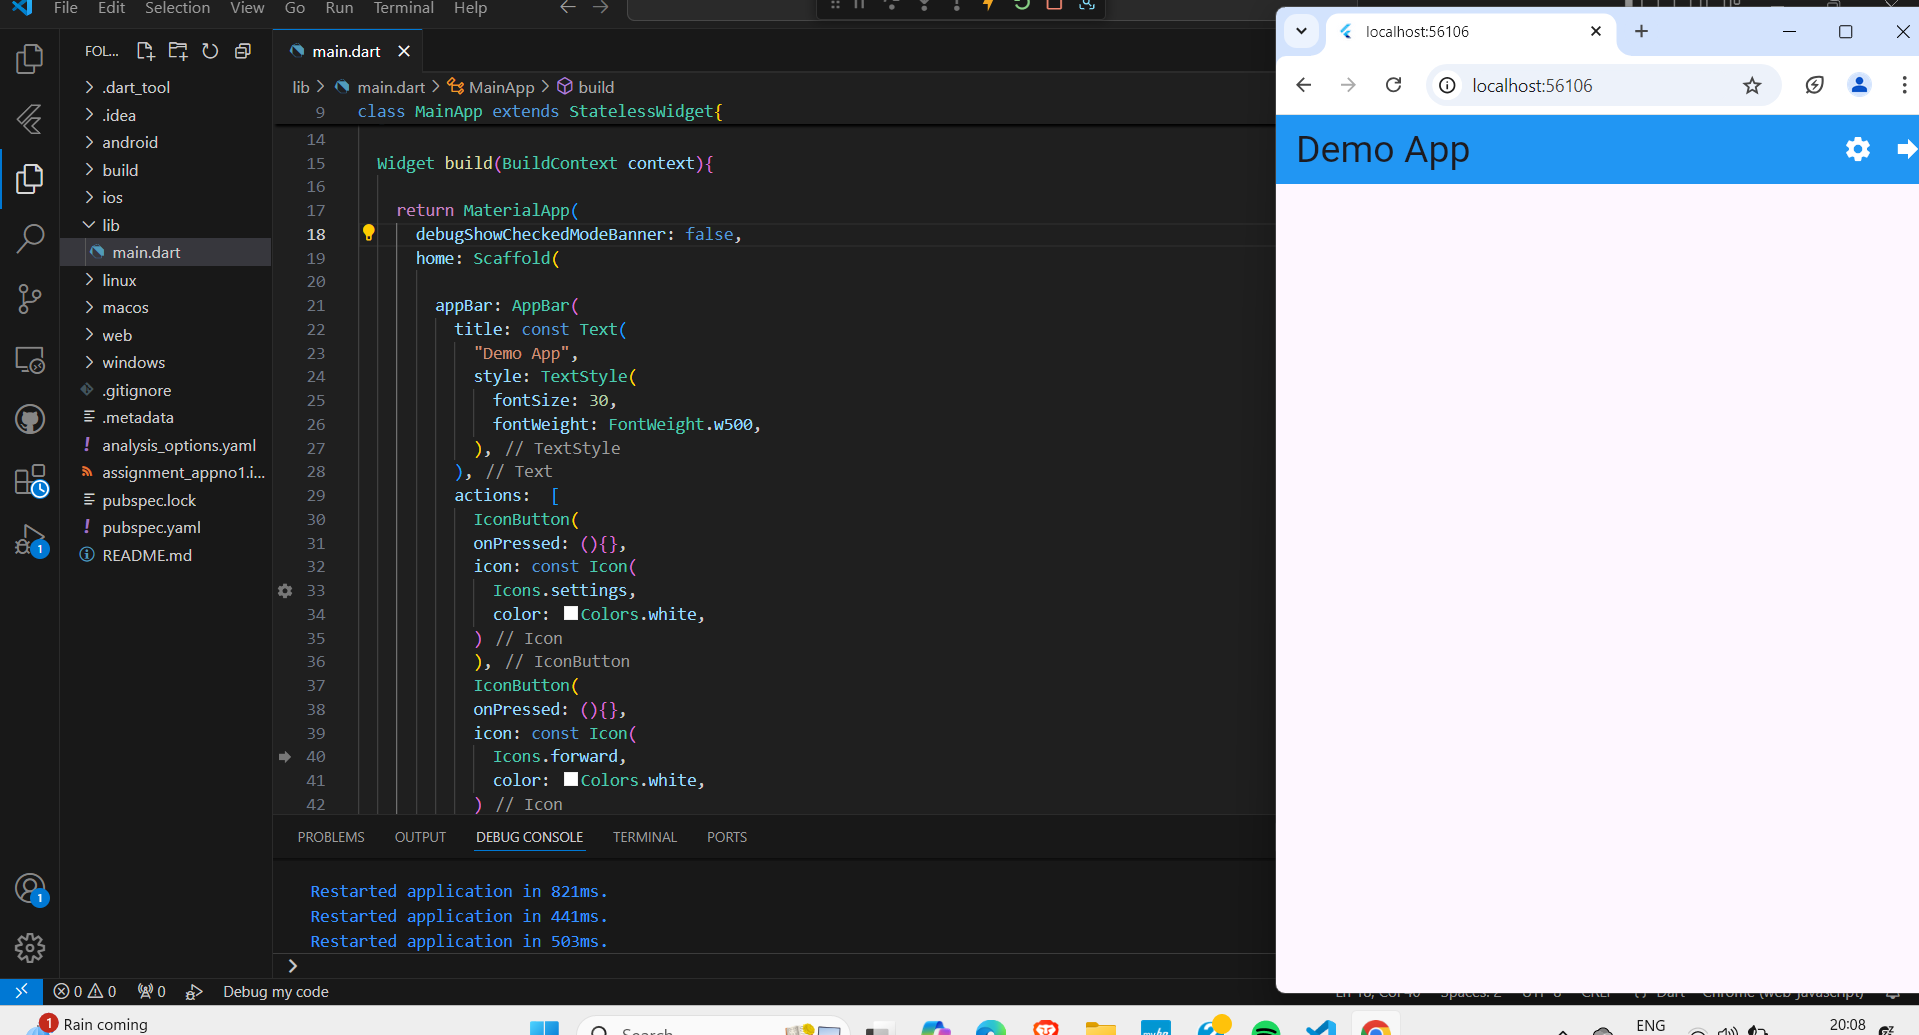 File Edit Selection View Go Run Terminal Help
FOL...
.dart_tool
.idea
android
build
ios
lib
main.dart
linux
macos
web
windows
.gitignore
.metadata
analysis_options.yaml
assignment_appno1.i...
pubspec.lock
pubspec.yaml
README.md
1
1
main.dart
lib > main.dart > MainApp > build
9 class MainApp extends StatelessWidget{
14
15 Widget build(BuildContext context){
16
17 return MaterialApp(
18 debugShowCheckedModeBanner: false,
19 home: Scaffold(
20
21 appBar: AppBar(
22 title: const Text(
23 "Demo App",
24 style: TextStyle(
25 fontSize: 30,
26 fontWeight: FontWeight.w500,
27 ), // TextStyle
28 ), // Text
29 actions:  [
30 IconButton(
31 onPressed: (){},
32 icon: const Icon(
33 Icons.settings,
34 color: Colors.white,
35 ) // Icon
36 ), // IconButton
37 IconButton(
38 onPressed: (){},
39 icon: const Icon(
40 Icons.forward,
41 color: Colors.white,
42 ) // Icon
PROBLEMS OUTPUT DEBUG CONSOLE TERMINAL PORTS
Restarted application in 821ms.
Restarted application in 441ms.
Restarted application in 503ms.
localhost:56106
localhost:56106
Demo App
0 0 0 Debug my code
1 Rain coming
Search
ENG
20:08